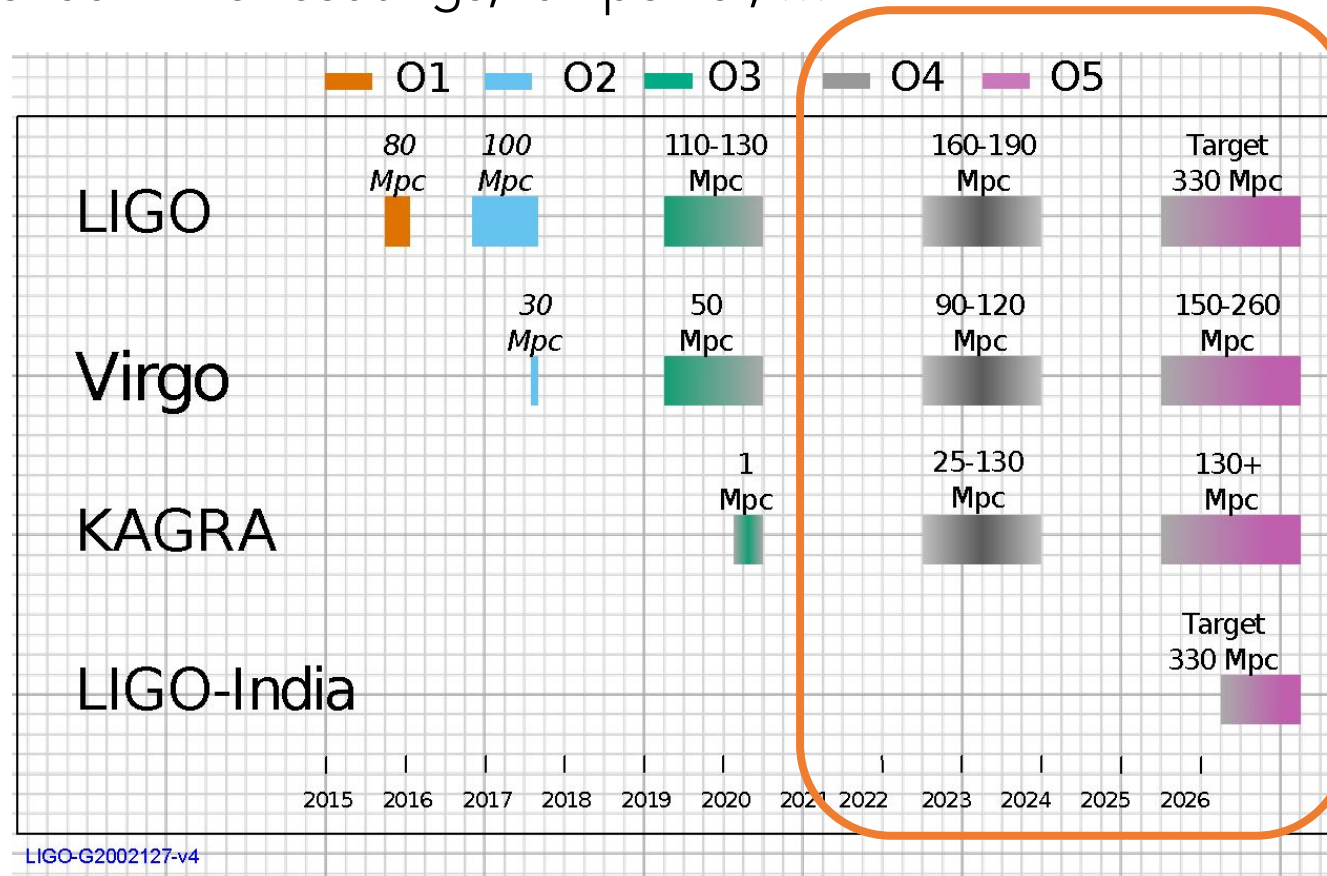 O1 O2 O3 O4 O5
80 100 110-130 160-190 Target
Mpc Mpc Mpc Mpc 330 Mpc
LIGO
30 50 90-120 150-260
Mpc Mpc Mpc Mpc
Virgo
1 25-130 130+
Mpc Mpc Mpc
KAGRA
Target
330 Mpc
LIGO-India
2015 2016 2017 2018 2019 2020 2021 2022 2023 2024 2025 2026
LIGO-G2002127-v4